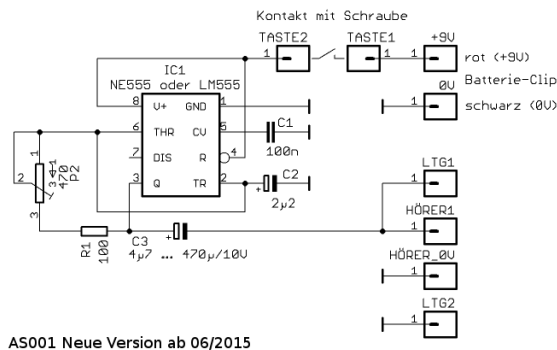 Kontakt mit Schraube
TASTE2 TASTE1 +9V
1 1 1
rot (+9V)
IC1
NE555 oder LM555
Batterie-Clip
0V
1
schwarz (0V)
8 V+ GND 1
6 THR CV 5
C1
100n
7 DIS R 4
3 Q TR 2
C2
+
2µ2
1
2
3
470
P2
1
3
R1
100
C3
+
4µ7 ... 470µ/10V
LTG1
1
HÖRER1
1
HÖRER_0V
1
LTG2
1
AS001 Neue Version ab 06/2015